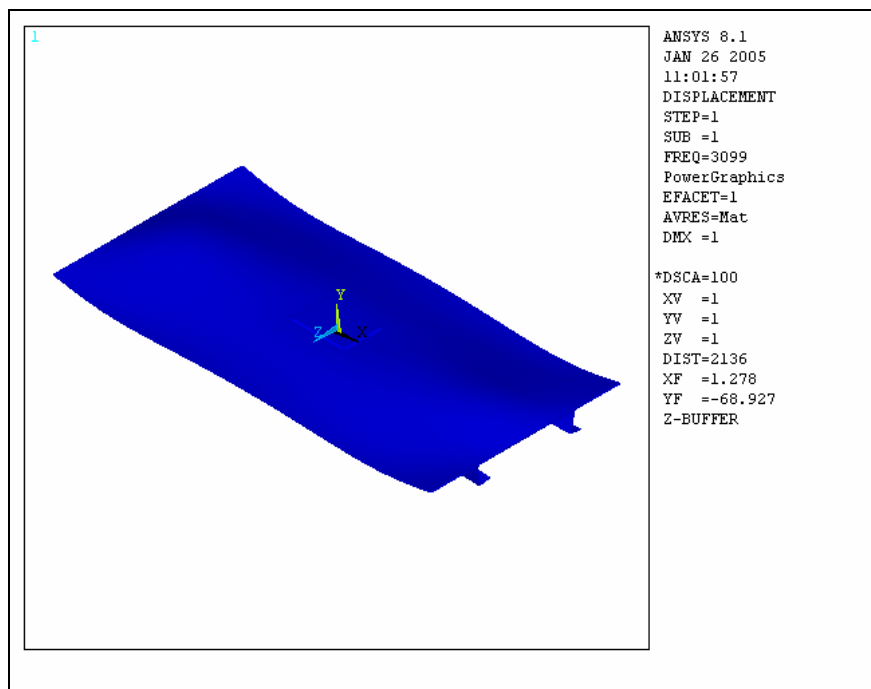 1
ANSYS 8.1
JAN 26 2005
11:01:57
DISPLACEMENT
STEP=1
SUB =1
FREQ=3099
PowerGraphics
EFACET=1
AVRES=Mat
DMX =1
*DSCA=100
XV =1
YV =1
ZV =1
DIST=2136
XF =1.278
YF =-68.927
Z-BUFFER
Y
Z X